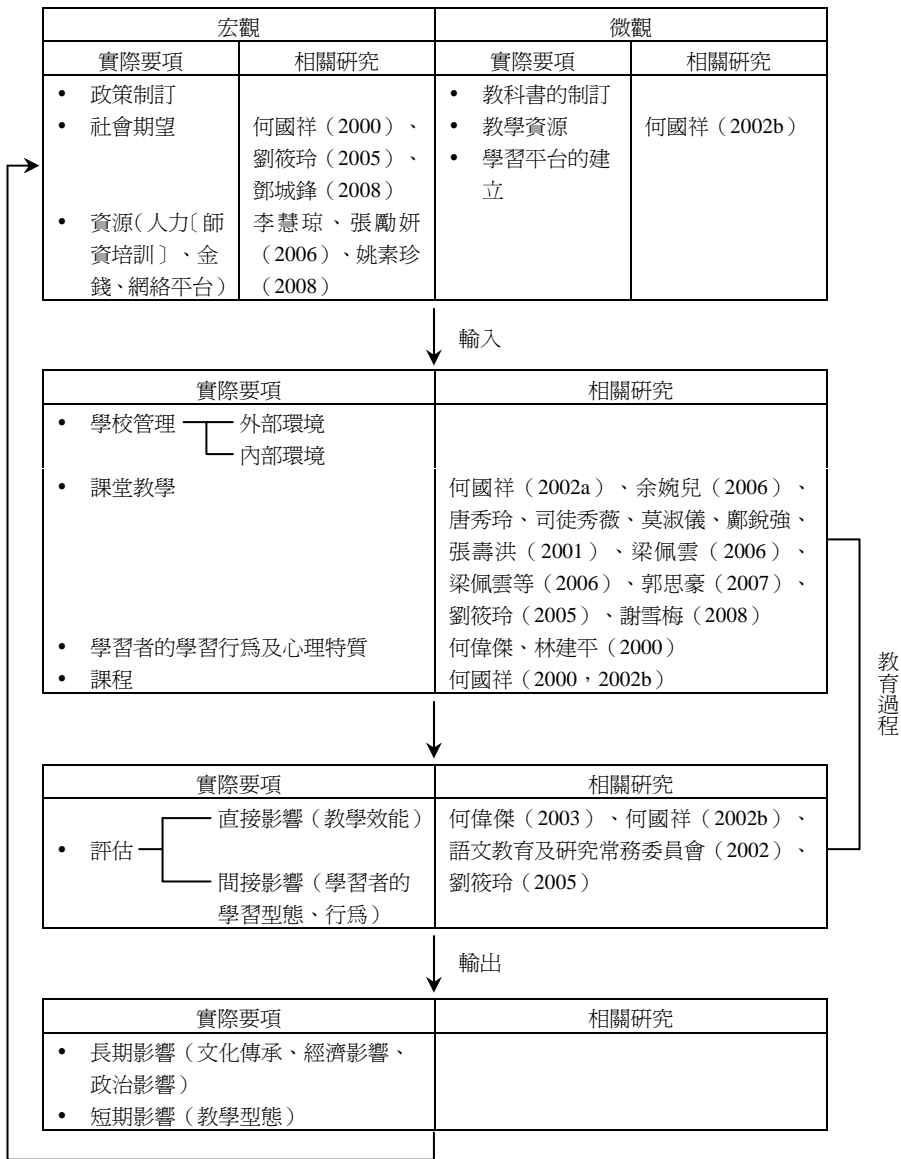 宏觀 微觀
實際要項 相關研究 實際要項 相關研究
• 政策制訂 • 教科書的制訂
• 社會期望 何國祥（2000）、 • 教學資源 何國祥（2002b）
劉筱玲（2005）、 • 學習平台的建
鄧城鋒（2008） 立
• 資源（人力〔師 李慧琼、張勵妍
資培訓〕、金 （2006）、姚素珍
錢、網絡平台） （2008）
輸入
實際要項 相關研究
• 學校管理 外部環境
內部環境
• 課堂教學 何國祥（2002a）、余婉兒（2006）、
唐秀玲、司徒秀薇、莫淑儀、鄺銳強、
張壽洪（2001）、梁佩雲（2006）、
梁佩雲等（2006）、郭思豪（2007）、
劉筱玲（2005）、謝雪梅（2008）
• 學習者的學習行為及心理特質 何偉傑、林建平（2000）
• 課程 何國祥（2000，2002b）
教育過程
實際要項 相關研究
直接影響（教學效能） 何偉傑（2003）、何國祥（2002b）、
• 評估 語文教育及研究常務委員會（2002）、
間接影響（學習者的 劉筱玲（2005）
學習型態、行為）
輸出
實際要項 相關研究
• 長期影響（文化傳承、經濟影響、
政治影響）
• 短期影響（教學型態）